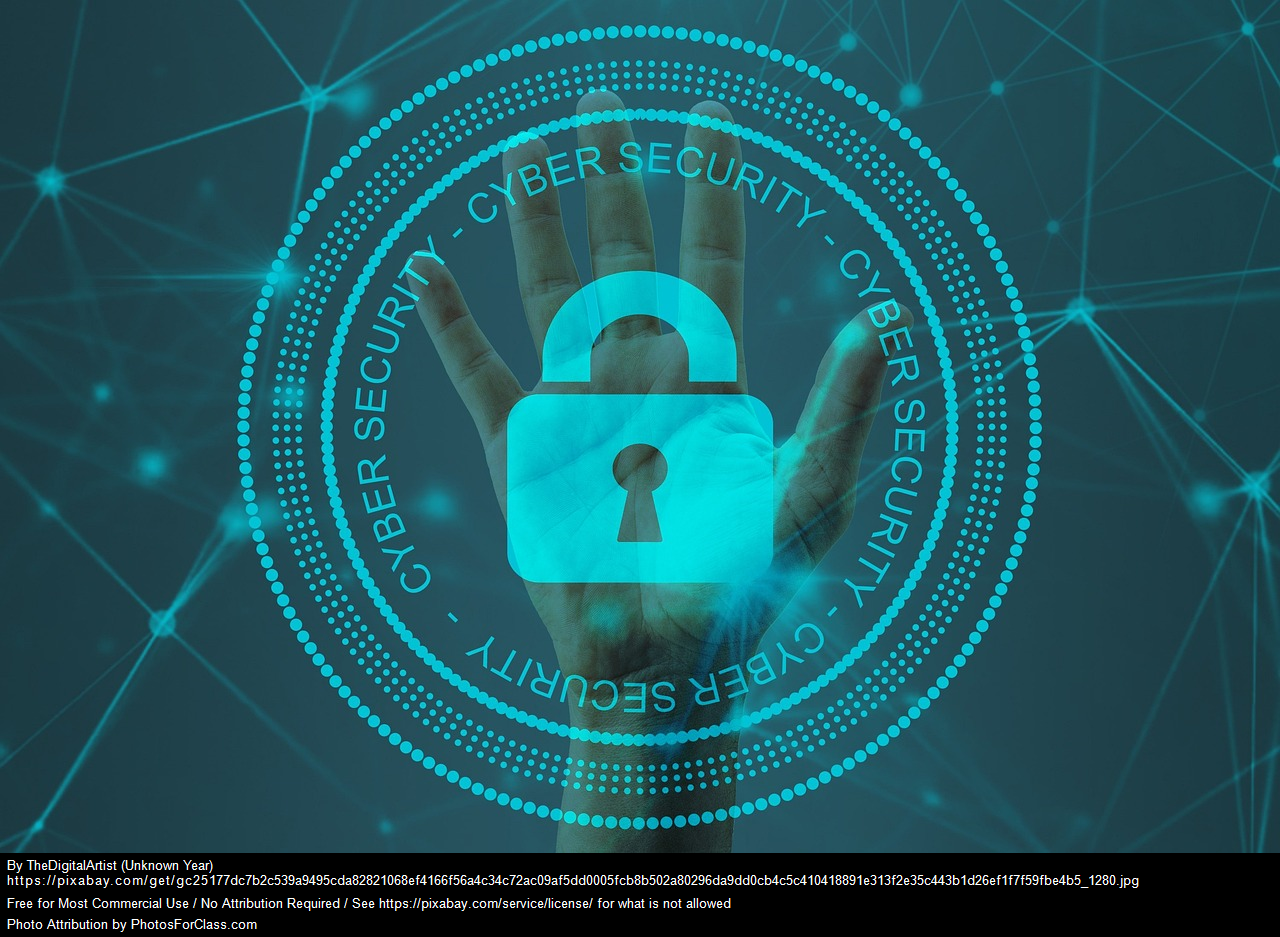 CYBER SECURITY - CYBER SECURITY - CYBER SECURITY - CYBER SECURITY -
By TheDigitalArtist (Unknown Year)
https://pixabay.com/get/gc25177dc7b2c539a9495cda82821068ef4166f56a4c34c72ac09af5dd0005fcb8b502a80296da9dd0cb4c5c410418891e313f2e35c443b1d26ef1f7f59fbe4b5_1280.jpg
Free for Most Commercial Use / No Attribution Required / See https://pixabay.com/service/license/ for what is not allowed
Photo Attribution by PhotosForClass.com